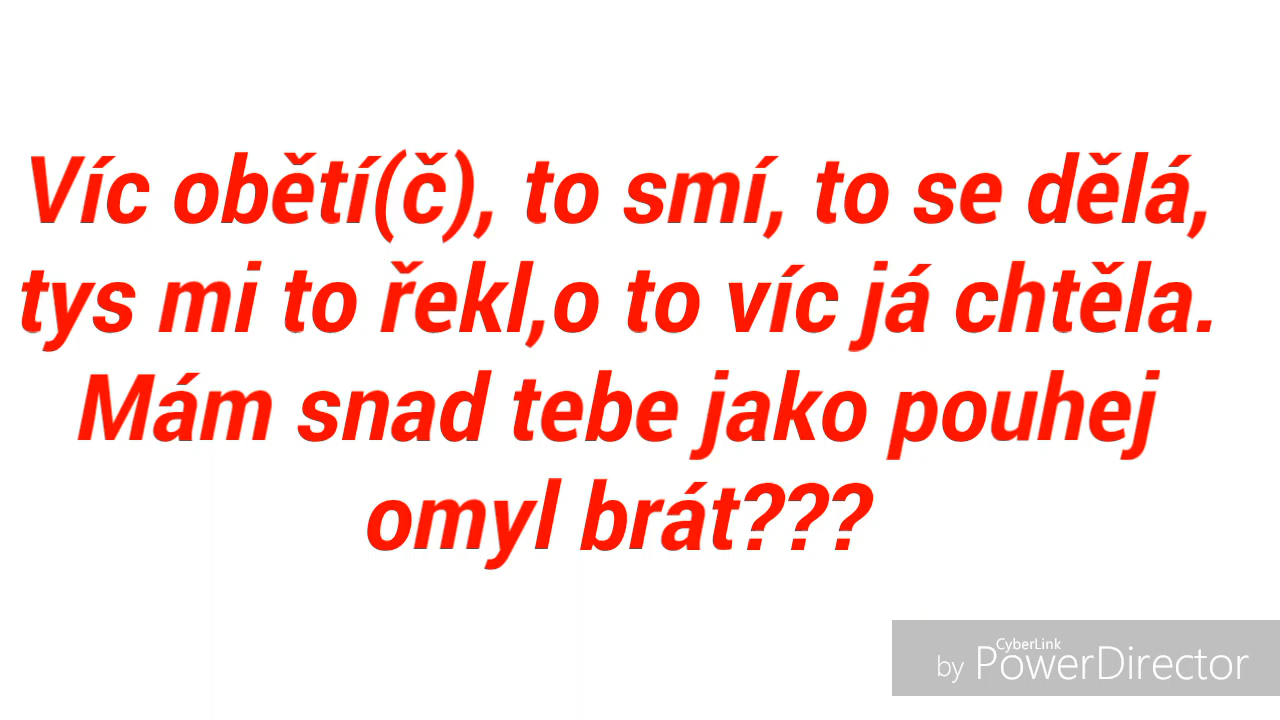 Víc obětí(č), to smí, to se dělá,
tys mi to řekl,o to víc já chtěla.
Mám snad tebe jako pouhej
omyl brát???
CyberLink
by PowerDirector